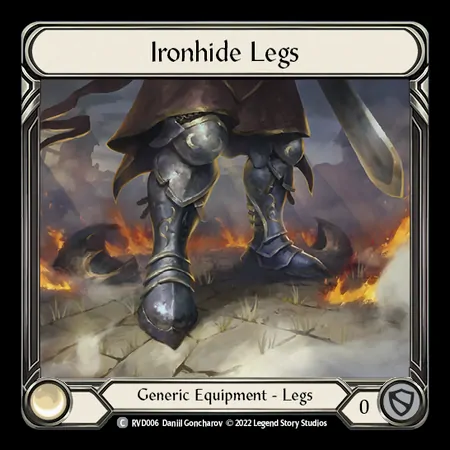 Ironhide Legs
Generic Equipment - Legs
0
C RVD006 Daniil Goncharov © 2022 Legend Story Studios